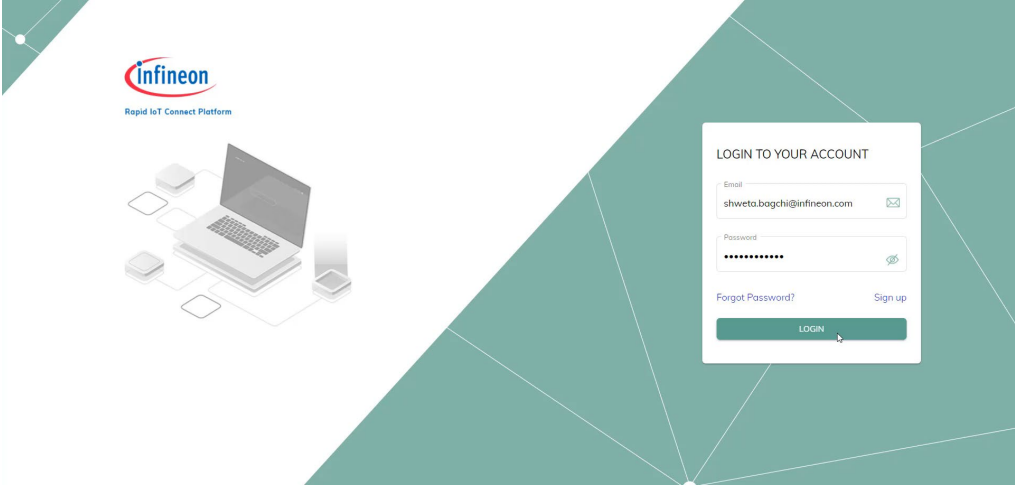 infineon
Rapid IoT Connect Platform
LOGIN TO YOUR ACCOUNT
Email
shweta.bagchi@infineon.com
Password
••••••••••••
Forgot Password? Sign up
LOGIN